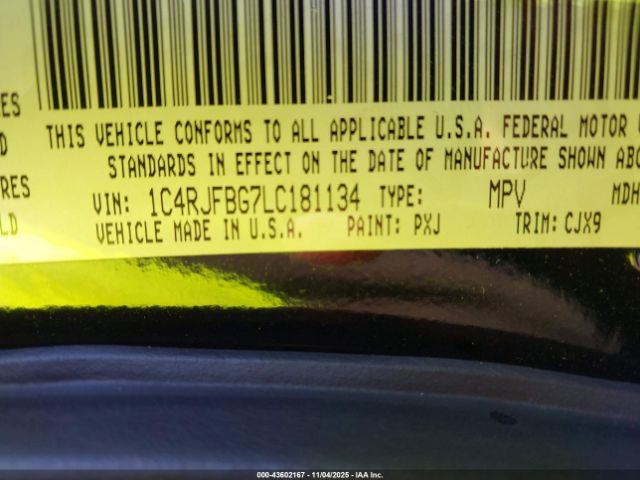 ES
THIS VEHICLE CONFORMS TO ALL APPLICABLE U.S.A. FEDERAL MOTOR
D
STANDARDS IN EFFECT ON THE DATE OF MANUFACTURE SHOWN ABO
RES
VIN: 1C4RJFBG7LC181134 TYPE: MPV MDH
LD
VEHICLE MADE IN U.S.A. PAINT: PXJ TRIM: CJX9
000-43602167 - 11/04/2025 - IAA Inc.